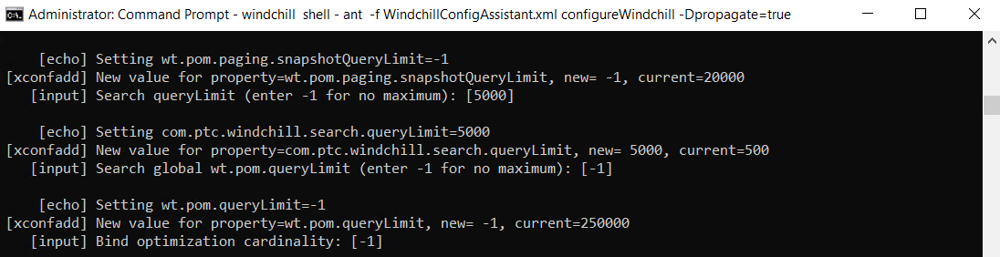 Administrator: Command Prompt - windchill shell - ant -f WindchillConfigAssistant.xml configureWindchill -Dpropagate=true
[echo] Setting wt.pom.paging.snapshotQueryLimit=-1
[xconfadd] New value for property=wt.pom.paging.snapshotQueryLimit, new= -1, current=20000
[input] Search queryLimit (enter -1 for no maximum): [5000]
[echo] Setting com.ptc.windchill.search.queryLimit=5000
[xconfadd] New value for property=com.ptc.windchill.search.queryLimit, new= 5000, current=500
[input] Search global wt.pom.queryLimit (enter -1 for no maximum): [-1]
[echo] Setting wt.pom.queryLimit=-1
[xconfadd] New value for property=wt.pom.queryLimit, new= -1, current=250000
[input] Bind optimization cardinality: [-1]